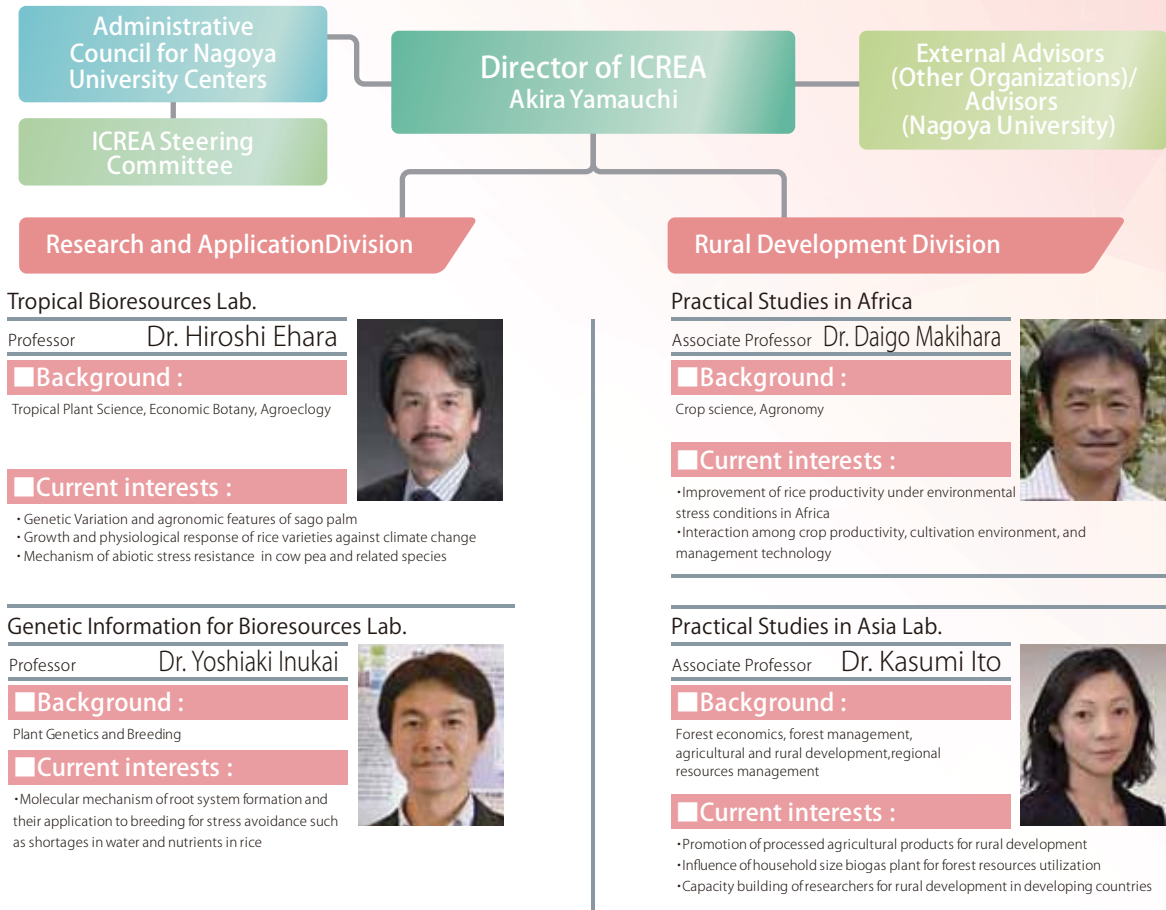 Administrative
Council for Nagoya
University Centers
ICREA Steering
Committee
Director of ICREA
Akira Yamauchi
External Advisors
(Other Organizations)/
Advisors
(Nagoya University)
Research and ApplicationDivision
Tropical Bioresources Lab.
Professor Dr. Hiroshi Ehara
■Background :
Tropical Plant Science, Economic Botany, Agroeclogy
■Current interests :
・Genetic Variation and agronomic features of sago palm
・Growth and physiological response of rice varieties against climate change
・Mechanism of abiotic stress resistance in cow pea and related species
Genetic Information for Bioresources Lab.
Professor Dr. Yoshiaki Inukai
■Background :
Plant Genetics and Breeding
■Current interests :
・Molecular mechanism of root system formation and
their application to breeding for stress avoidance such
as shortages in water and nutrients in rice
Rural Development Division
Practical Studies in Africa
Associate Professor Dr. Daigo Makihara
■Background :
Crop science, Agronomy
■Current interests :
・Improvement of rice productivity under environmental
stress conditions in Africa
・Interaction among crop productivity, cultivation environment, and
management technology
Practical Studies in Asia Lab.
Associate Professor Dr. Kasumi Ito
■Background :
Forest economics, forest management,
agricultural and rural development,regional
resources management
■Current interests :
・Promotion of processed agricultural products for rural development
・Influence of household size biogas plant for forest resources utilization
・Capacity building of researchers for rural development in developing countries